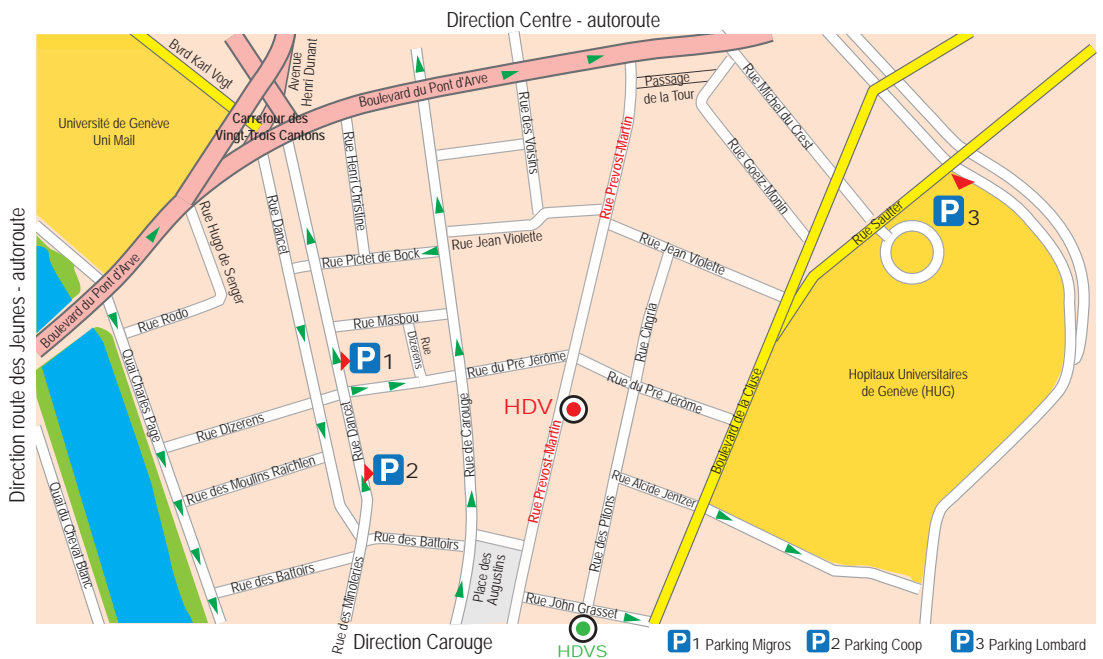 Direction Centre - autoroute
Bvrd Karl Vogt
Avenue
Henri Dunant
Boulevard du Pont d'Arve
Passage
de la Tour
Rue Michel du Crest
Université de Genève
Uni Mail
Carrefour des
Vingt-Trois Cantons
Rue Henri Christine
Rue des Voisins
Rue Prevost-Martin
Rue Goetz-Monin
Rue Sautter
P 3
Rue Hugo de Senger
Rue Dancet
Rue Pictet de Bock
Rue Jean Violette
Rue Jean Violette
Direction route des Jeunes - autoroute
Boulevard du Pont d'Arve
Rue Rodo
Rue Masbou
Rue
Dizerens
Rue Cingria
P 1
Quai Charles Page
Rue du Pré Jérôme
Rue du Pré Jérôme
Hopitaux Universitaires
de Genève (HUG)
HDV
Rue Dizerens
Rue Dancel
Rue de Carouge
Boulevard de la Cluse
Rue des Moulins Raichlen
P 2
Rue Prevost-Martin
Rue Alcide Jentzer
Quai du Cheval Blanc
Rue des Battoirs
Rue des Battoirs
Rue des Pitons
Place des
Augustins
Rue des Minoteries
Rue John Grasset
Direction Carouge
HDVS
P 1 Parking Migros
P 2 Parking Coop
P 3 Parking Lombard